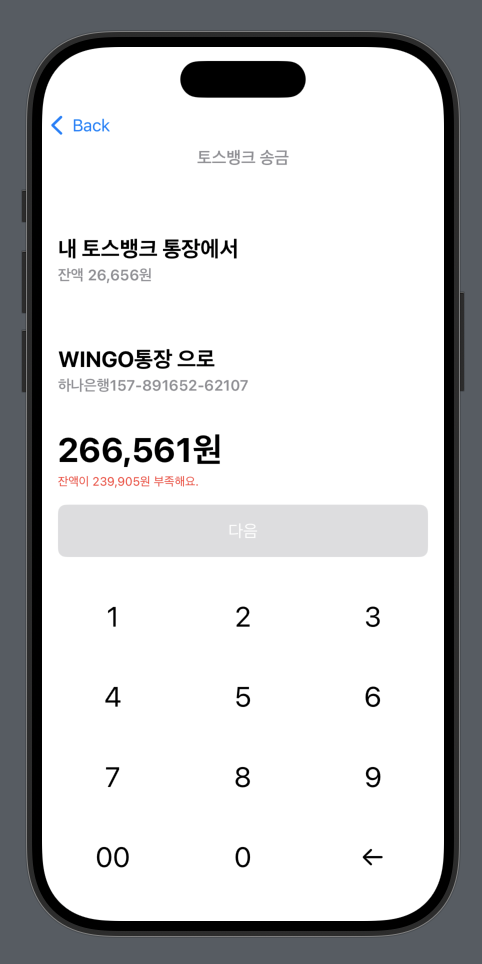 Back
토스뱅크 송금
내 토스뱅크 통장에서
잔액 26,656원
WINGO통장 으로
하나은행157-891652-62107
266,561원
잔액이 239,905원 부족해요.
다음
1 2 3
4 5 6
7 8 9
00 0 ←